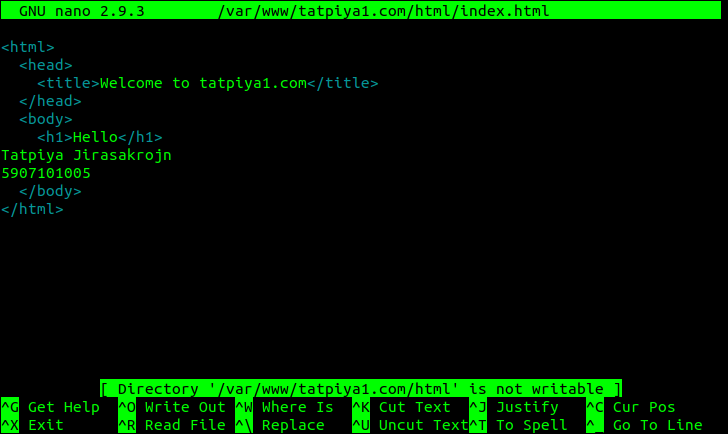 GNU nano 2.9.3 /var/www/tatpiya1.com/html/index.html
<html>
<head>
<title>Welcome to tatpiya1.com</title>
</head>
<body>
<h1>Hello</h1>
Tatpiya Jirasakrojn
5907101005
</body>
</html>
[ Directory '/var/www/tatpiya1.com/html' is not writable ]
^G Get Help ^O Write Out ^W Where Is ^K Cut Text ^J Justify ^C Cur Pos
^X Exit ^R Read File ^\ Replace ^U Uncut Text ^T To Spell ^_ Go To Line